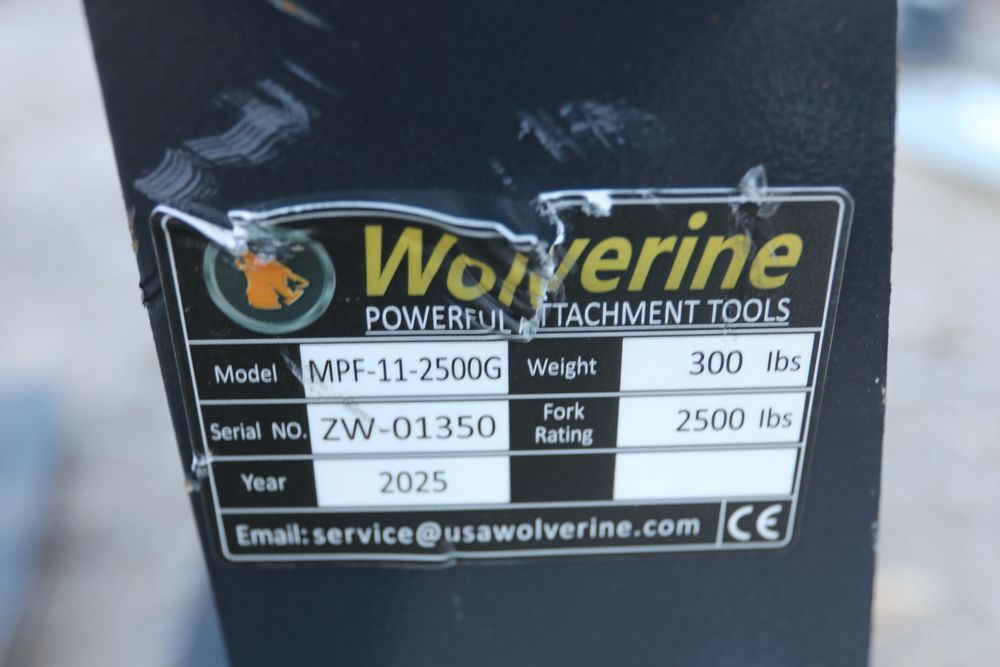 Wolverine
POWERFUL ATTACHMENT TOOLS
Model MPF-11-2500G Weight 300 lbs
Serial NO. ZW-01350 Fork Rating 2500 lbs
Year 2025
Email: service@usawolverine.com CE